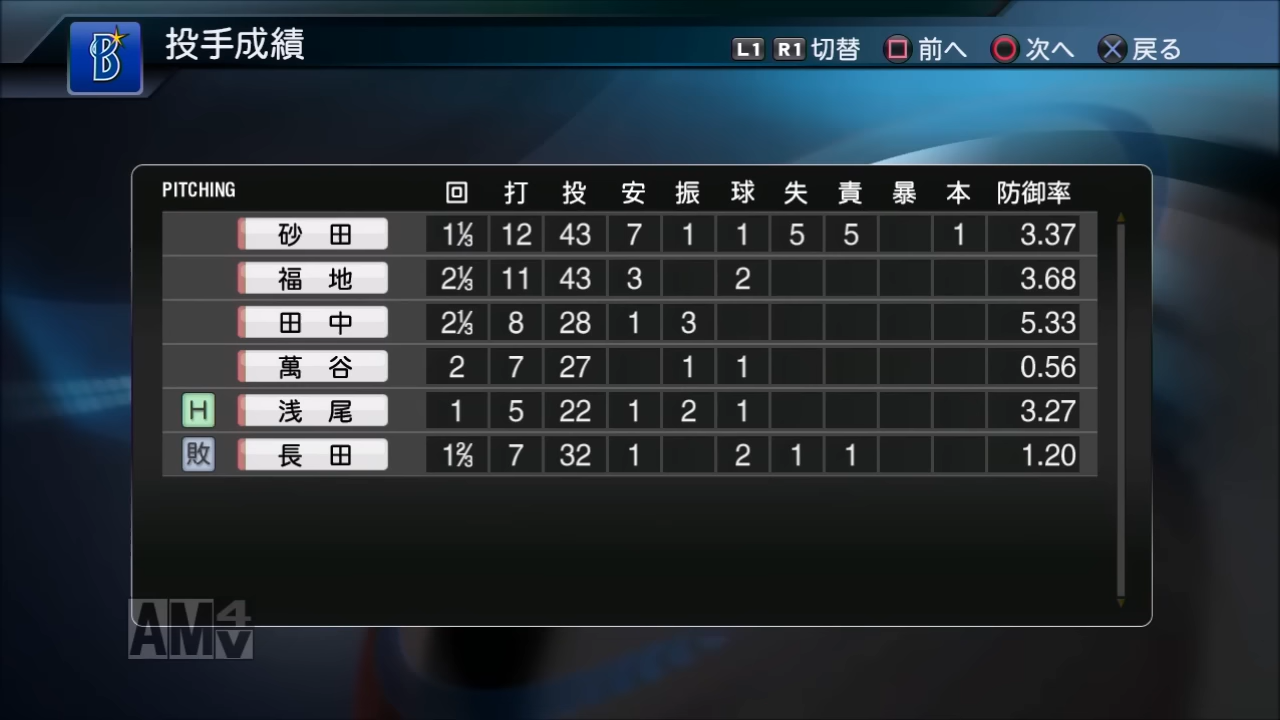 B 投手成績 L1 R1 切替 前へ 次へ 戻る
PITCHING 回 打 投 安 振 球 失 責 暴 本 防御率
砂田 1⅓ 12 43 7 1 1 5 5 1 3.37
福地 2⅓ 11 43 3 2 3.68
田中 2⅓ 8 28 1 3 5.33
萬谷 2 7 27 1 1 0.56
H 浅尾 1 5 22 1 2 1 3.27
敗 長田 1⅔ 7 32 1 2 1 1 1.20
AM4v